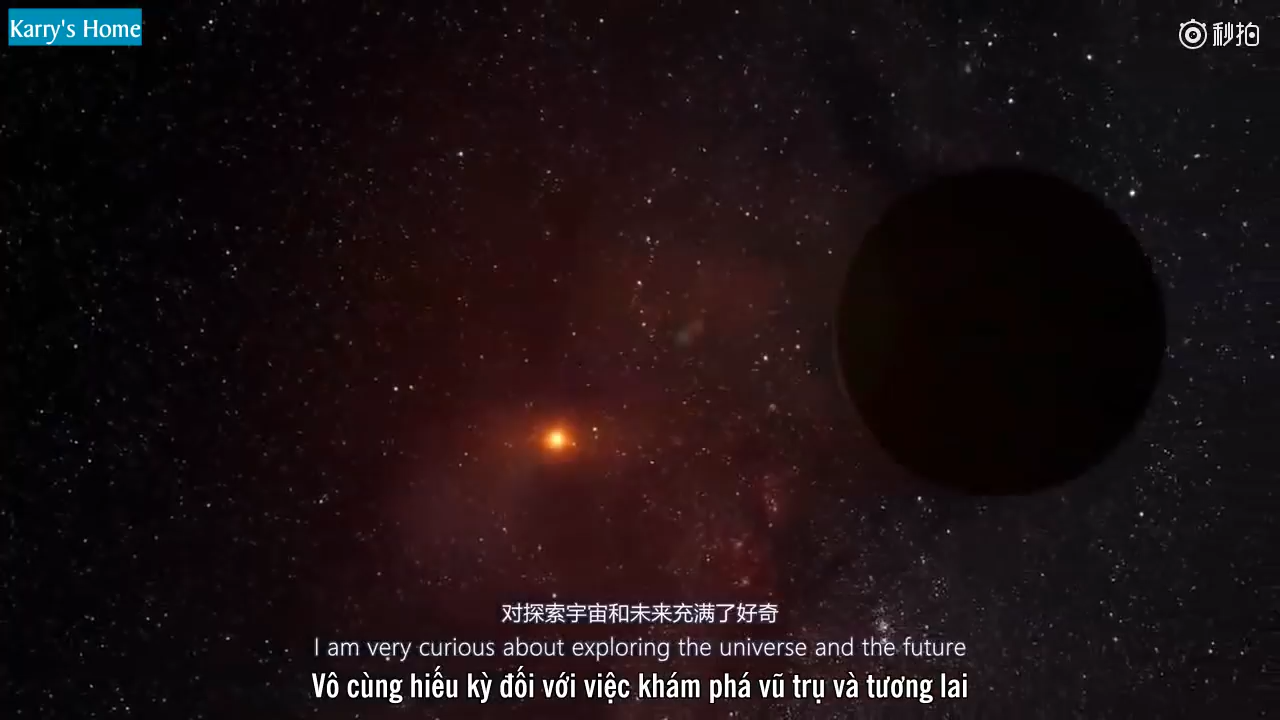 Karry's Home
秒拍
对探索宇宙和未来充满了好奇
I am very curious about exploring the universe and the future
Vô cùng hiếu kỳ đối với việc khám phá vũ trụ và tương lai